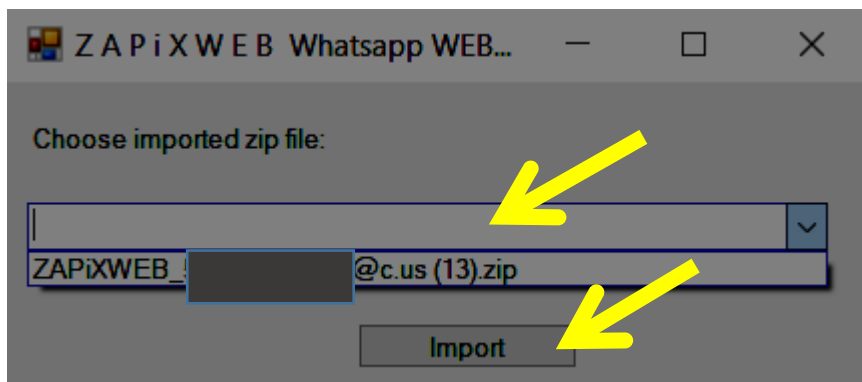 Z A P i X W E B Whatsapp WEB...
Choose imported zip file:
ZAPiXWEB_ @c.us (13).zip
Import